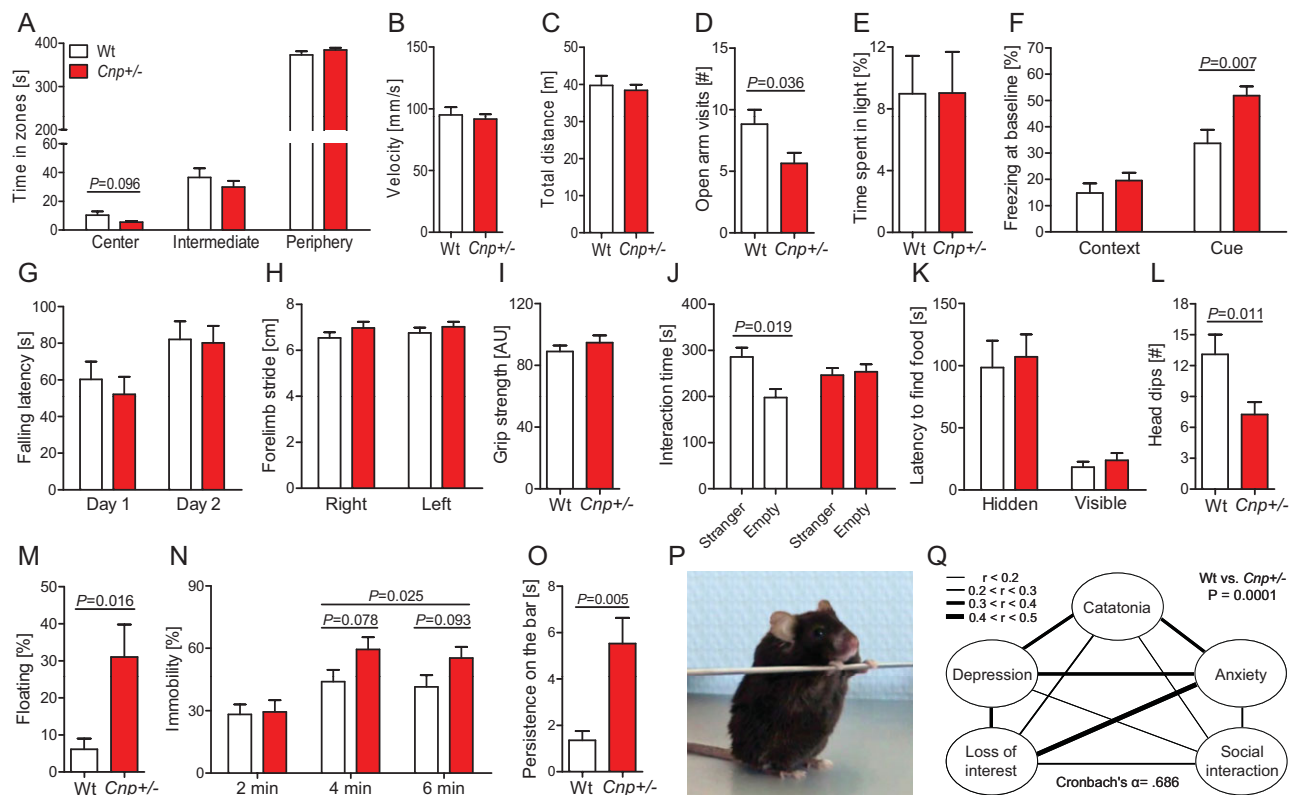 A
Time in zones [s]
400
300
200
60
40
20
0
Wt
Cnp+/-
P=0.096
Center
Intermediate
Periphery
B
Velocity [mm/s]
150
100
50
0
Wt
Cnp+/-
C
Total distance [m]
50
40
30
20
10
0
Wt
Cnp+/-
D
Open arm visits [#]
15
10
5
0
P=0.036
Wt
Cnp+/-
E
Time spent in light [%]
12
8
4
0
Wt
Cnp+/-
F
Freezing at baseline [%]
70
60
50
40
30
20
10
0
P=0.007
Context
Cue
G
Falling latency [s]
100
80
60
40
20
0
Day 1
Day 2
H
Forelimb stride [cm]
8
6
4
2
0
Right
Left
I
Grip strength [AU]
120
80
40
0
Wt
Cnp+/-
J
Interaction time [s]
400
300
200
100
0
P=0.019
Stranger
Empty
Stranger
Empty
K
Latency to find food [s]
150
100
50
0
Hidden
Visible
L
Head dips [#]
18
15
12
9
6
3
0
P=0.011
Wt
Cnp+/-
M
Floating [%]
50
40
30
20
10
0
P=0.016
Wt
Cnp+/-
N
Immobility [%]
90
60
30
0
P=0.025
P=0.078
P=0.093
2 min
4 min
6 min
O
Persistence on the bar [s]
8
6
4
2
0
P=0.005
Wt
Cnp+/-
P
Q
r < 0.2
0.2 < r < 0.3
0.3 < r < 0.4
0.4 < r < 0.5
Wt vs. Cnp+/-
P = 0.0001
Catatonia
Depression
Anxiety
Loss of
interest
Social
interaction
Cronbach's α= .686